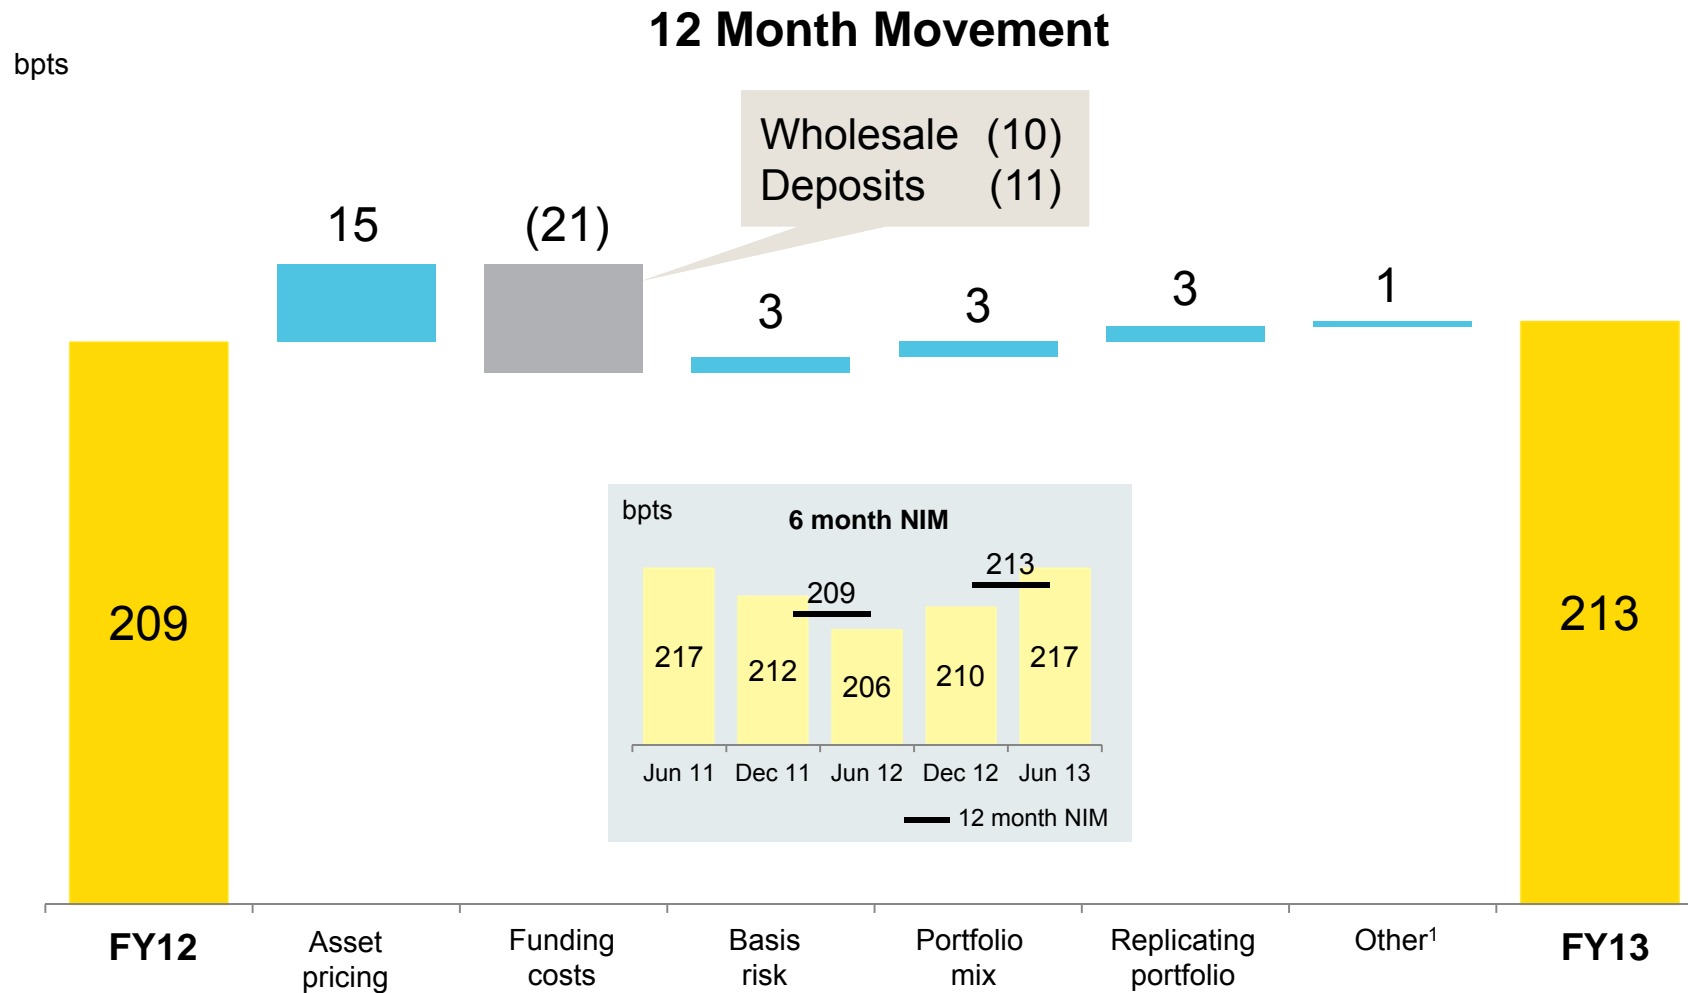 12 Month Movement
bpts
Wholesale (10)
Deposits (11)
15
(21)
3
3
3
1
209
213
bpts
6 month NIM
209
213
217
212
206
210
217
Jun 11
Dec 11
Jun 12
Dec 12
Jun 13
12 month NIM
FY12
Asset
pricing
Funding
costs
Basis
risk
Portfolio
mix
Replicating
portfolio
Other¹
FY13